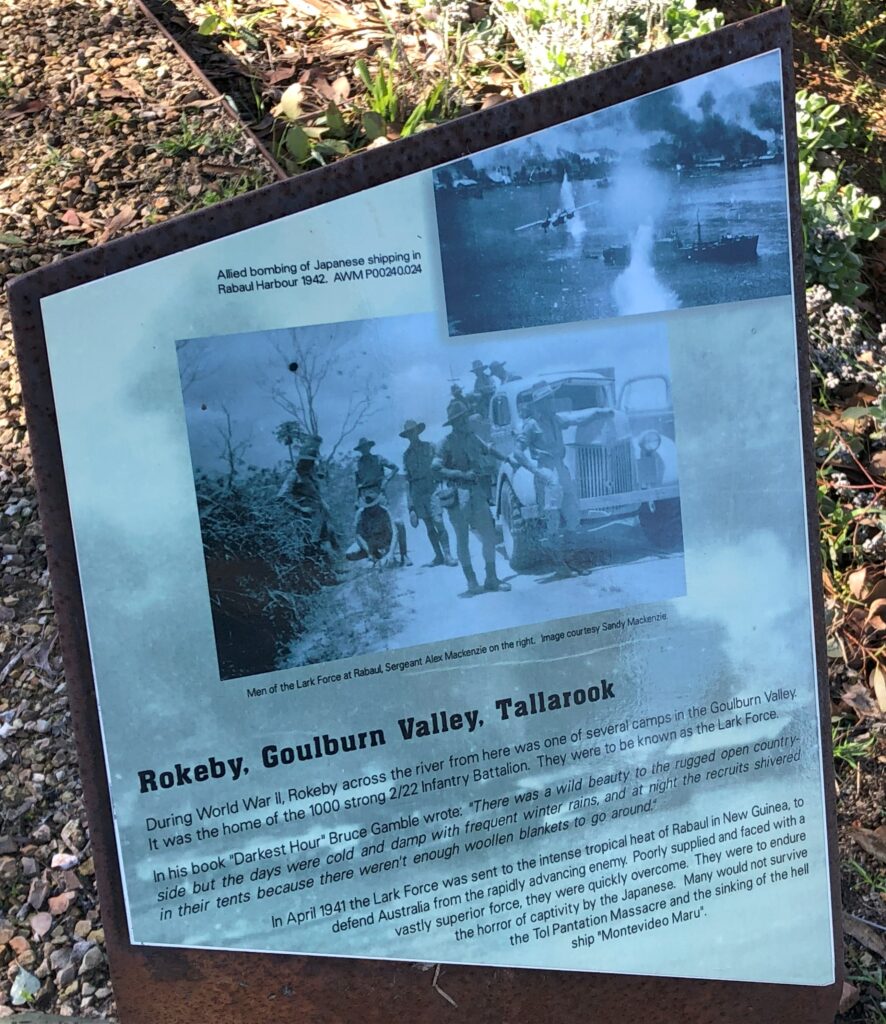 Allied bombing of Japanese shipping in
Rabaul Harbour 1942. AWM P00240.024
Men of the Lark Force at Rabaul, Sergeant Alex Mackenzie on the right. Image courtesy Sandy Mackenzie.
Rokeby, Goulburn Valley, Tallarook
During World War II, Rokeby across the river from here was one of several camps in the Goulburn Valley.
It was the home of the 1000 strong 2/22 Infantry Battalion. They were to be known as the Lark Force.
In his book "Darkest Hour" Bruce Gamble wrote: "There was a wild beauty to the rugged open country-
side but the days were cold and damp with frequent winter rains, and at night the recruits shivered
in their tents because there weren't enough woollen blankets to go around."
In April 1941 the Lark Force was sent to the intense tropical heat of Rabaul in New Guinea, to
defend Australia from the rapidly advancing enemy. Poorly supplied and faced with a
vastly superior force, they were quickly overcome. They were to endure
the horror of captivity by the Japanese. Many would not survive
the Tol Pantation Massacre and the sinking of the hell
ship "Montevideo Maru".